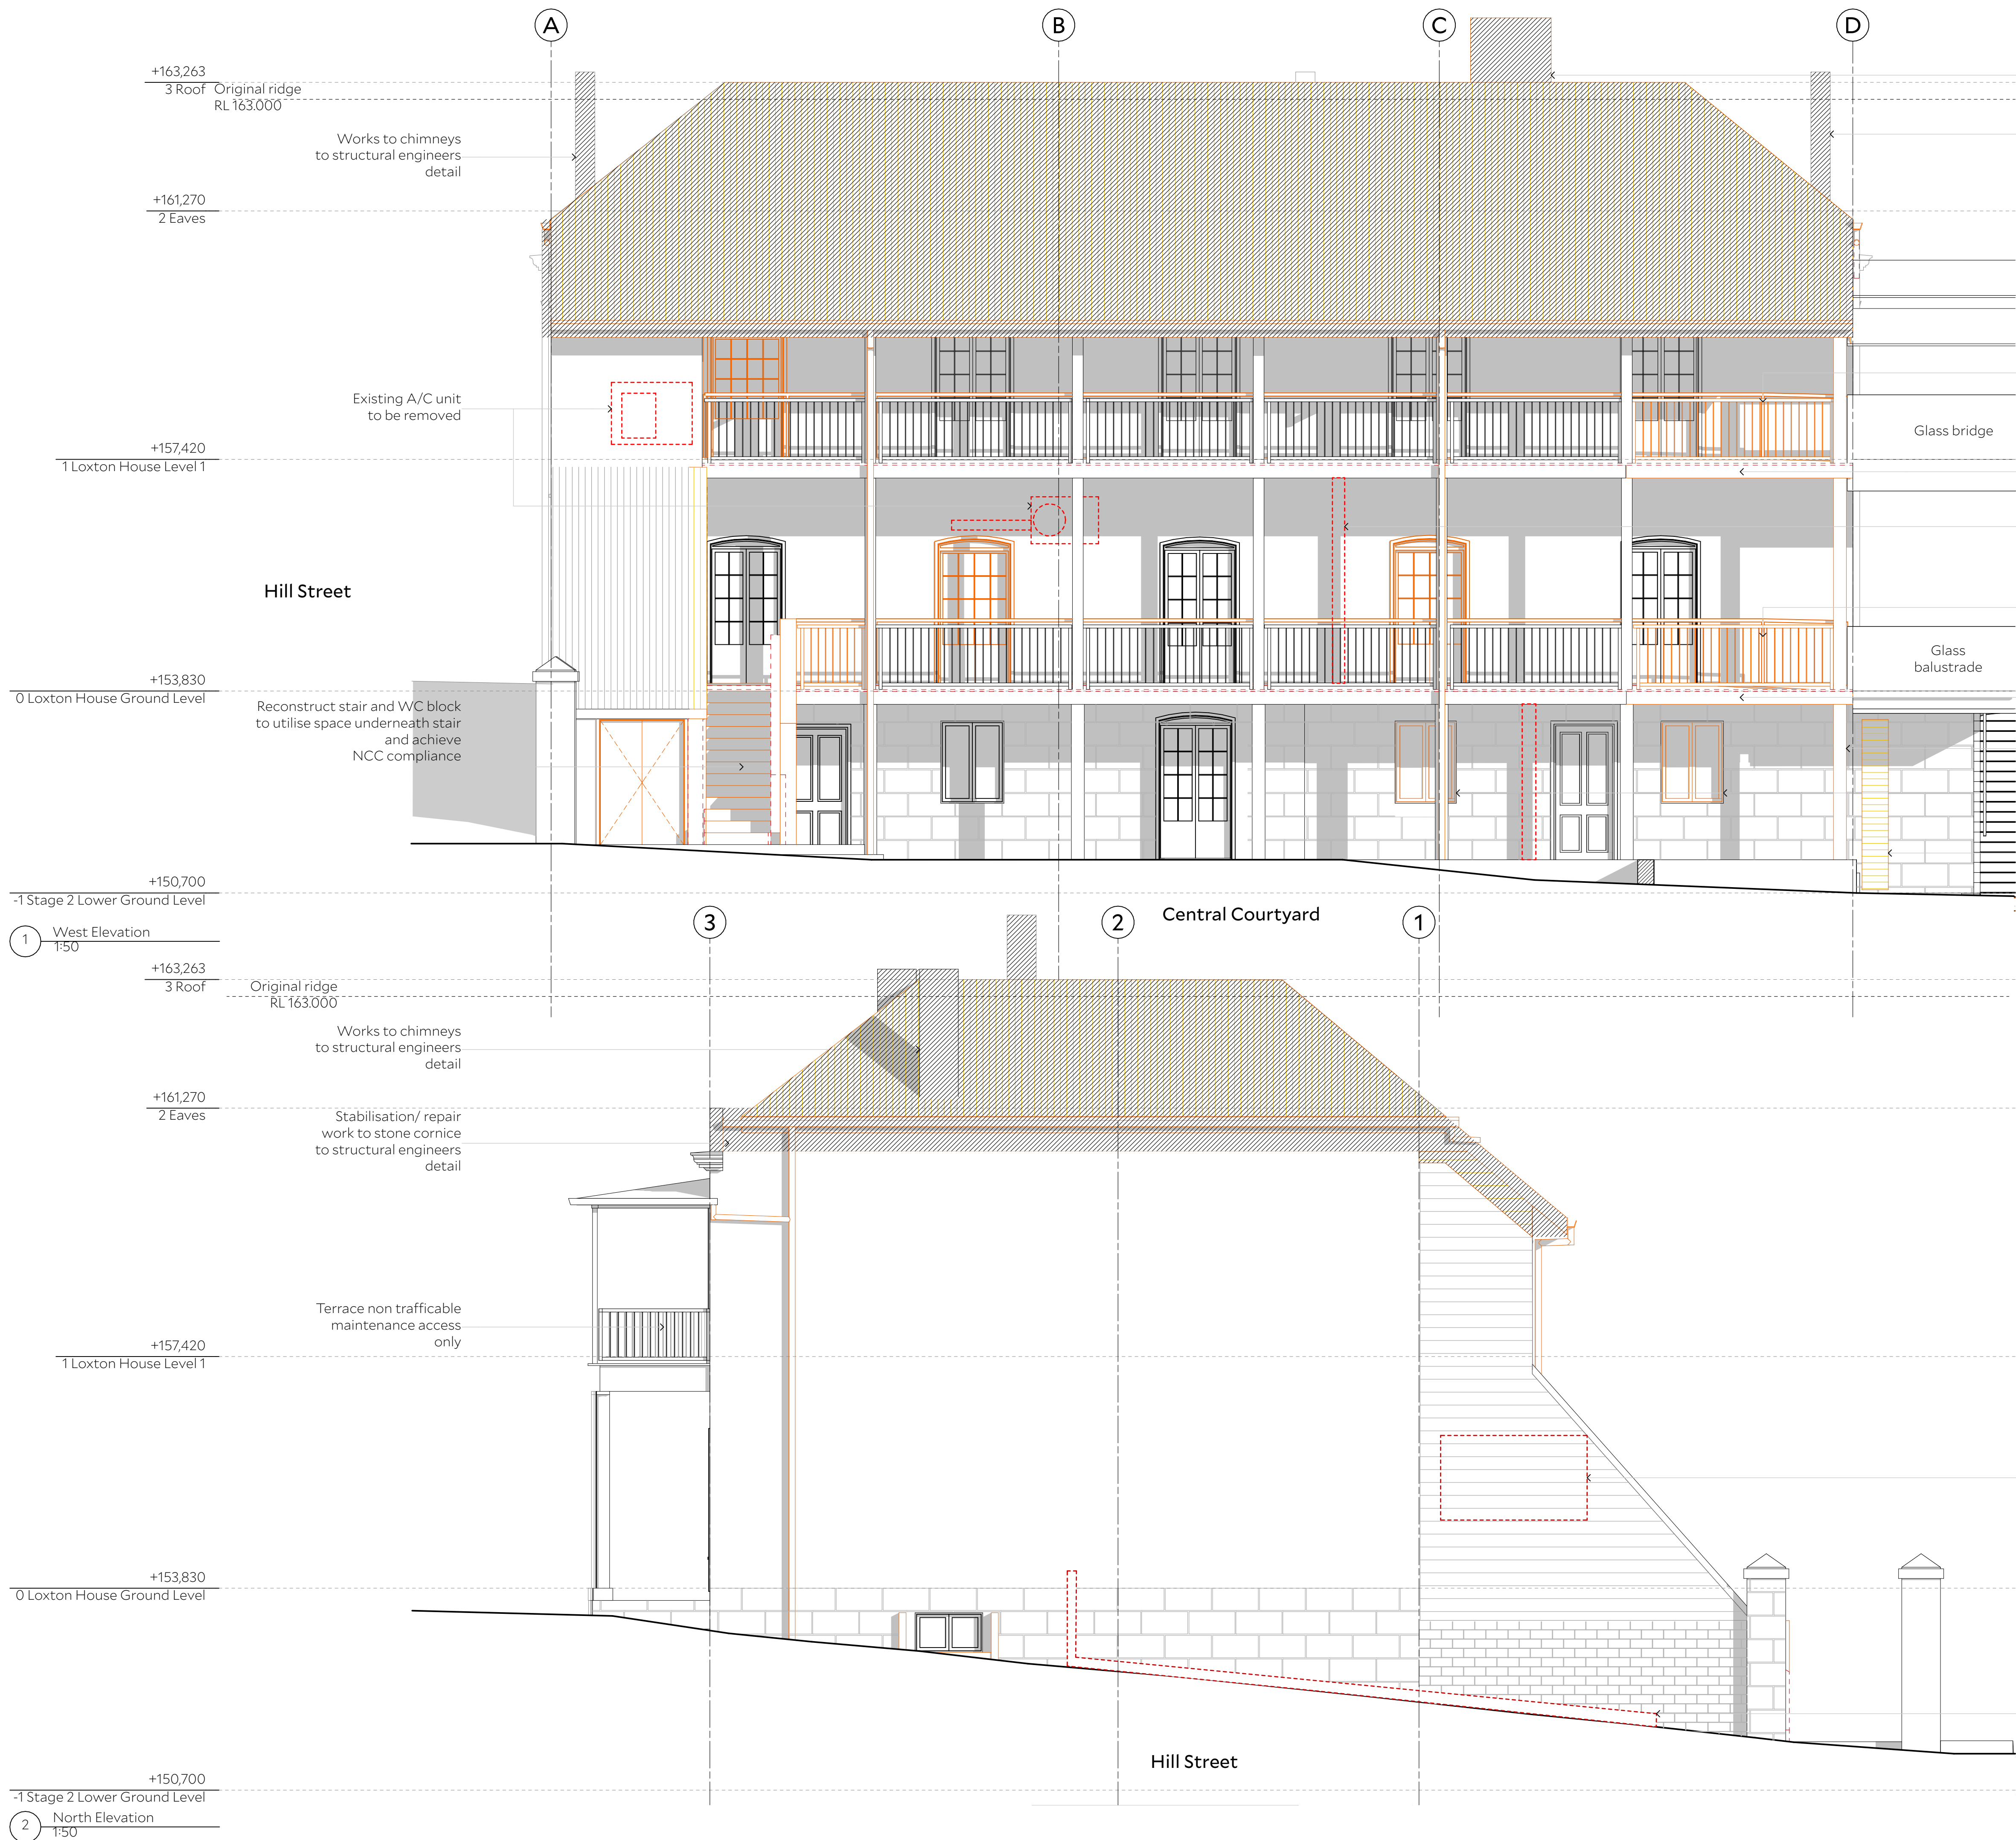 A
B
C
D
+163,263
3 Roof
Original ridge
RL 163.000
Works to chimneys
to structural engineers
detail
+161,270
2 Eaves
Existing A/C unit
to be removed
+157,420
1 Loxton House Level 1
Glass bridge
Hill Street
Glass
balustrade
+153,830
0 Loxton House Ground Level
Reconstruct stair and WC block
to utilise space underneath stair
and achieve
NCC compliance
+150,700
-1 Stage 2 Lower Ground Level
Central Courtyard
1
West Elevation
1:50
3
2
1
+163,263
3 Roof
Original ridge
RL 163.000
Works to chimneys
to structural engineers
detail
+161,270
2 Eaves
Stabilisation/ repair
work to stone cornice
to structural engineers
detail
Terrace non trafficable
maintenance access
only
+157,420
1 Loxton House Level 1
+153,830
0 Loxton House Ground Level
Hill Street
+150,700
-1 Stage 2 Lower Ground Level
2
North Elevation
1:50